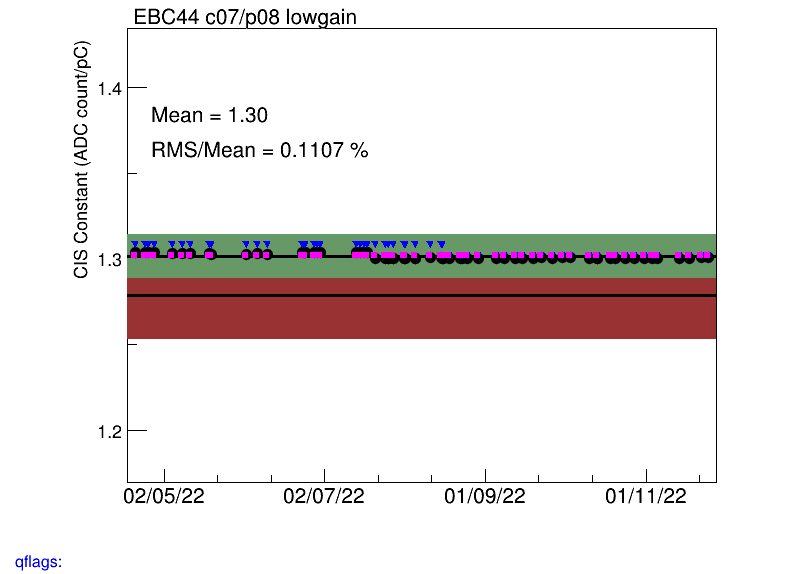 EBC44 c07/p08 lowgain
CIS Constant (ADC count/pC)
1.4
Mean = 1.30
RMS/Mean = 0.1107 %
1.3
1.2
02/05/22 02/07/22 01/09/22 01/11/22
qflags: